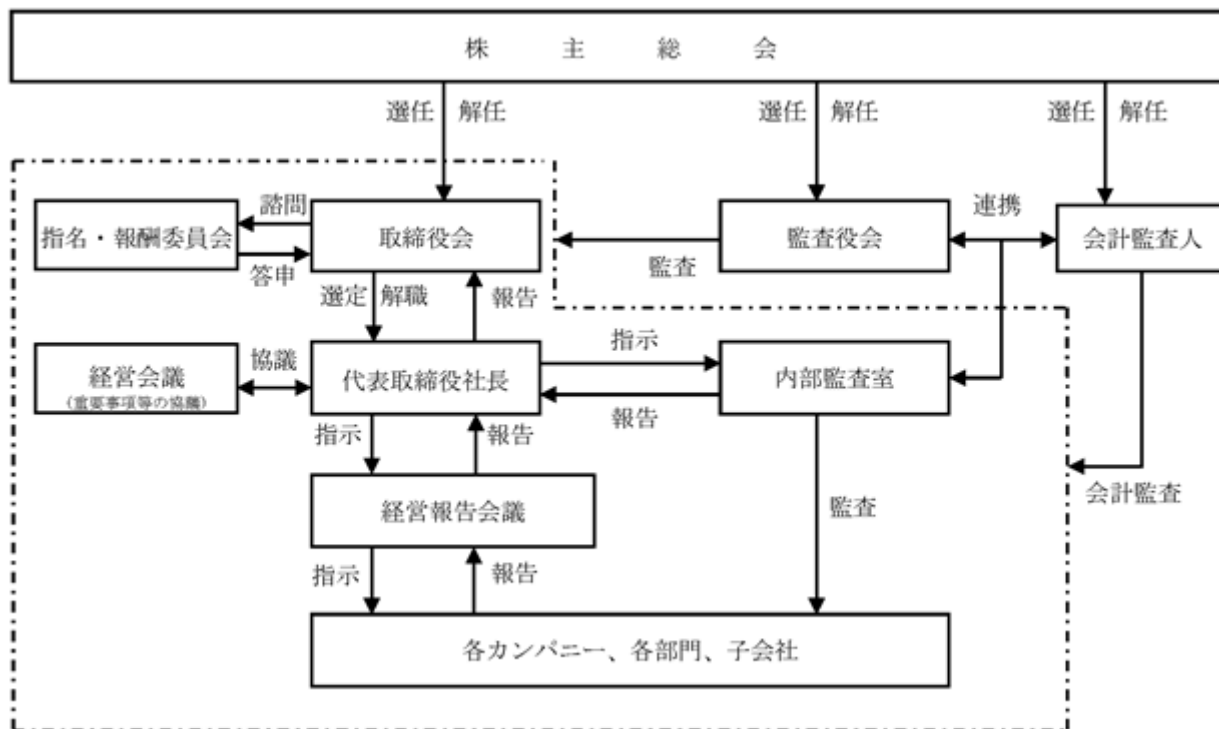 株主総会
選任 解任
選任 解任
選任 解任
指名・報酬委員会
諮問
答申
取締役会
監査
監査役会
連携
会計監査人
選定 解職
報告
経営会議
(重要事項等の協議)
協議
代表取締役社長
指示
報告
内部監査室
指示
報告
経営報告会議
監査
会計監査
指示
報告
各カンパニー、各部門、子会社